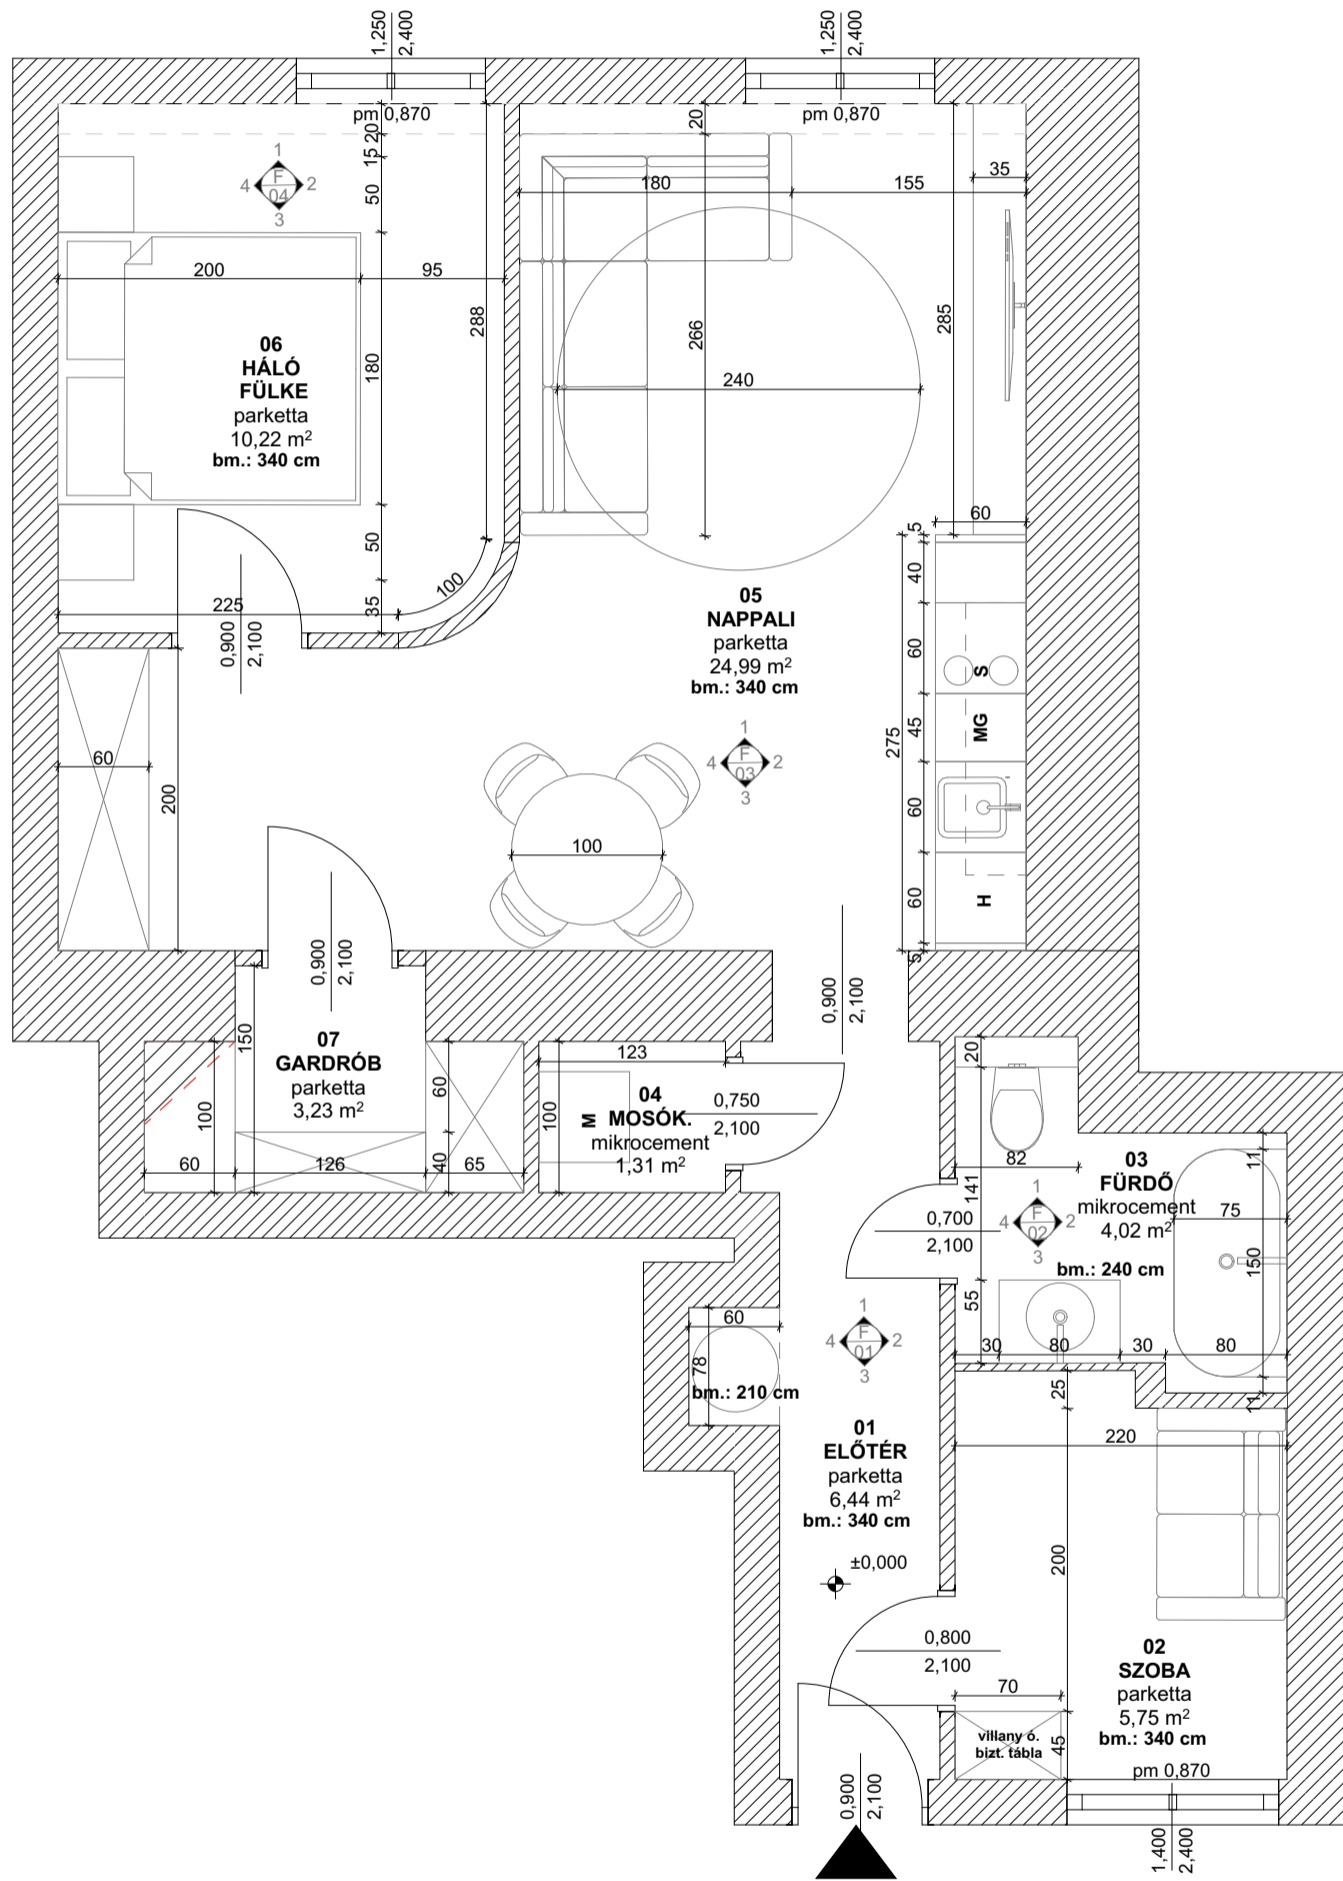 1,250
2,400
1,250
2,400
pm 0,870
pm 0,870
20
15
50
20
180
155
35
1
4 F 2
04
3
200
95
288
266
285
240
180
06
HÁLÓ
FÜLKE
parketta
10,22 m²
bm.: 340 cm
60
5
40
50
35
100
225
0,900
2,100
05
NAPPALI
parketta
24,99 m²
bm.: 340 cm
60
S
45
MG
275
60
60
H
5
1
4 F 2
03
3
60
200
100
0,900
2,100
0,900
2,100
07
GARDRÓB
parketta
3,23 m²
150
100
60
126
60
40
65
123
100
M
04
MOSÓK.
mikrocement
1,31 m²
0,750
2,100
20
82
141
03
FÜRDŐ
mikrocement
4,02 m²
bm.: 240 cm
11
75
150
11
1
4 F 2
02
3
0,700
2,100
55
30
80
30
80
60
78
bm.: 210 cm
1
4 F 2
01
3
25
220
01
ELŐTÉR
parketta
6,44 m²
bm.: 340 cm
±0,000
200
0,800
2,100
70
45
villany ó.
bizt. tábla
02
SZOBA
parketta
5,75 m²
bm.: 340 cm
pm 0,870
0,900
2,100
1,400
2,400